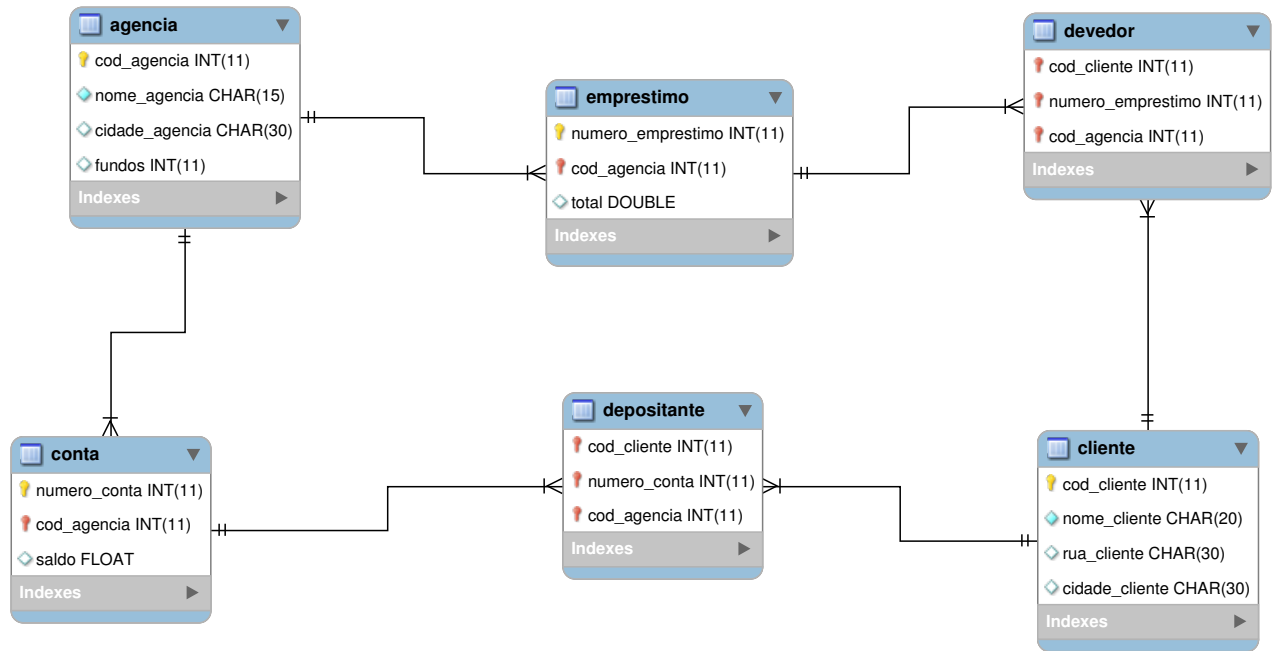 agencia
cod_agencia INT(11)
nome_agencia CHAR(15)
cidade_agencia CHAR(30)
fundos INT(11)
Indexes
emprestimo
numero_emprestimo INT(11)
cod_agencia INT(11)
total DOUBLE
Indexes
devedor
cod_cliente INT(11)
numero_emprestimo INT(11)
cod_agencia INT(11)
Indexes
conta
numero_conta INT(11)
cod_agencia INT(11)
saldo FLOAT
Indexes
depositante
cod_cliente INT(11)
numero_conta INT(11)
cod_agencia INT(11)
Indexes
cliente
cod_cliente INT(11)
nome_cliente CHAR(20)
rua_cliente CHAR(30)
cidade_cliente CHAR(30)
Indexes